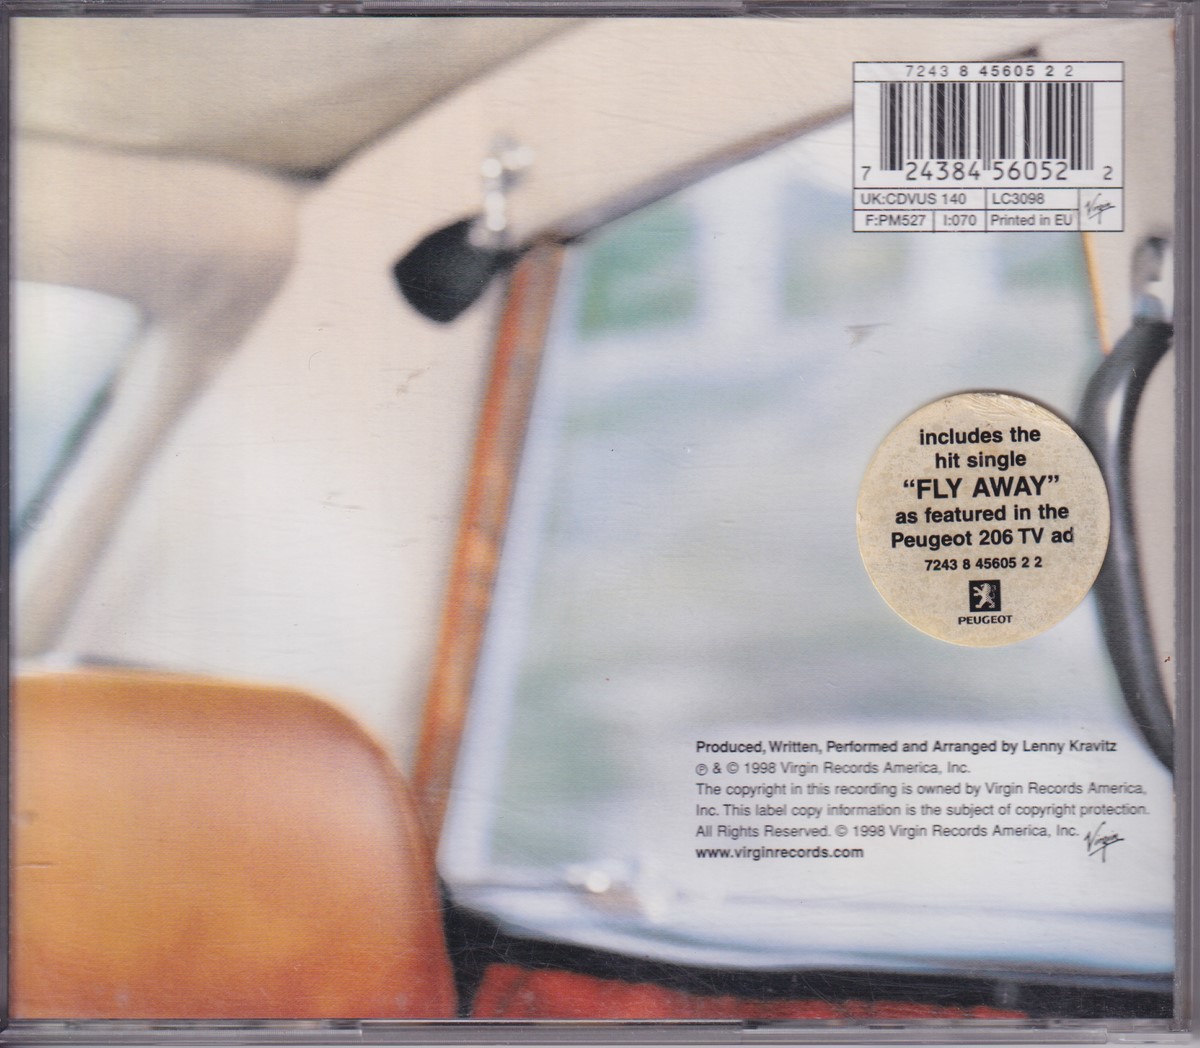 7243 8 45605 2 2
7 24384 56052 2
UK:CDVUS 140 LC3098
F:PM527 I:070 Printed in EU
Virgin
includes the
hit single
“FLY AWAY”
as featured in the
Peugeot 206 TV ad
7243 8 45605 2 2
PEUGEOT
Produced, Written, Performed and Arranged by Lenny Kravitz
℗ & © 1998 Virgin Records America, Inc.
The copyright in this recording is owned by Virgin Records America,
Inc. This label copy information is the subject of copyright protection.
All Rights Reserved. © 1998 Virgin Records America, Inc.
Virgin
www.virginrecords.com